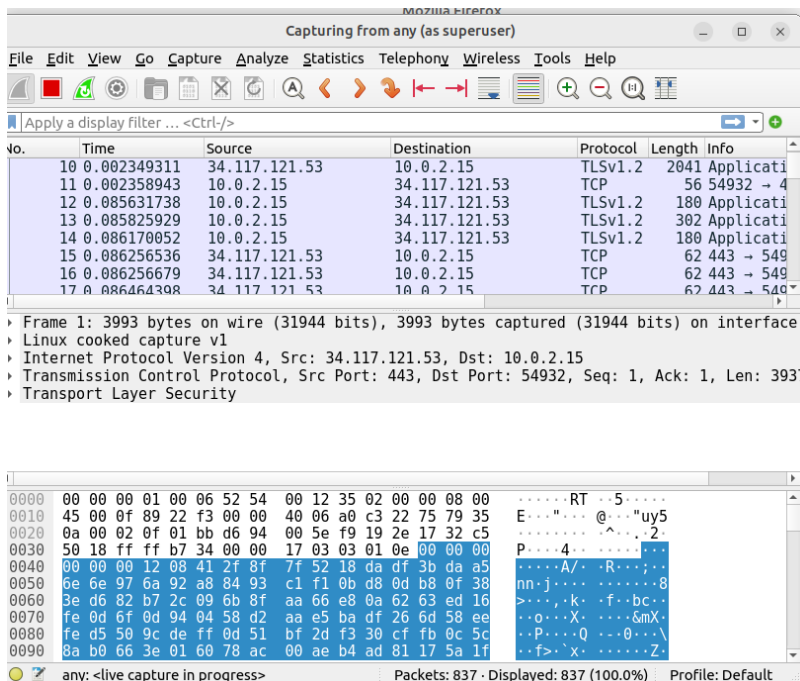 Mozilla Firefox
Capturing from any (as superuser)
File Edit View Go Capture Analyze Statistics Telephony Wireless Tools Help
Apply a display filter … <Ctrl-/>
No. Time Source Destination Protocol Length Info
10 0.002349311 34.117.121.53 10.0.2.15 TLSv1.2 2041 Applicati
11 0.002358943 10.0.2.15 34.117.121.53 TCP 56 54932 → 4
12 0.085631738 10.0.2.15 34.117.121.53 TLSv1.2 180 Applicati
13 0.085825929 10.0.2.15 34.117.121.53 TLSv1.2 302 Applicati
14 0.086170052 10.0.2.15 34.117.121.53 TLSv1.2 180 Applicati
15 0.086256536 34.117.121.53 10.0.2.15 TCP 62 443 → 549
16 0.086256679 34.117.121.53 10.0.2.15 TCP 62 443 → 549
17 0.086464398 34.117.121.53 10.0.2.15 TCP 62 443 → 549
Frame 1: 3993 bytes on wire (31944 bits), 3993 bytes captured (31944 bits) on interface
Linux cooked capture v1
Internet Protocol Version 4, Src: 34.117.121.53, Dst: 10.0.2.15
Transmission Control Protocol, Src Port: 443, Dst Port: 54932, Seq: 1, Ack: 1, Len: 3937
Transport Layer Security
0000 00 00 00 01 00 06 52 54 00 12 35 02 00 00 08 00 ······RT ··5·····
0010 45 00 0f 89 22 f3 00 00 40 06 a0 c3 22 75 79 35 E···"··· @···"uy5
0020 0a 00 02 0f 01 bb d6 94 00 5e f9 19 2e 17 32 c5 ········ ·^··.·2·
0030 50 18 ff ff b7 34 00 00 17 03 03 01 0e 00 00 00 P····4·· ········
0040 00 00 00 12 08 41 2f 8f 7f 52 18 da df 3b da a5 ·····A/· ·R···;··
0050 6e 6e 97 6a 92 a8 84 93 c1 f1 0b d8 0d b8 0f 38 nn·j···· ·······8
0060 3e d6 82 b7 2c 09 6b 8f aa 66 e8 0a 62 63 ed 16 >···,·k· ·f··bc··
0070 fe 0d 6f 0d 94 04 58 d2 aa e5 ba df 26 6d 58 ee ··o···X· ····&mX·
0080 fe d5 50 9c de ff 0d 51 bf 2d f3 30 cf fb 0c 5c ··P····Q ·-·0···\
0090 8a b0 66 3e 01 60 78 ac 00 ae b4 ad 81 17 5a 1f ··f>·`x· ······Z·
any: <live capture in progress> Packets: 837 · Displayed: 837 (100.0%) Profile: Default